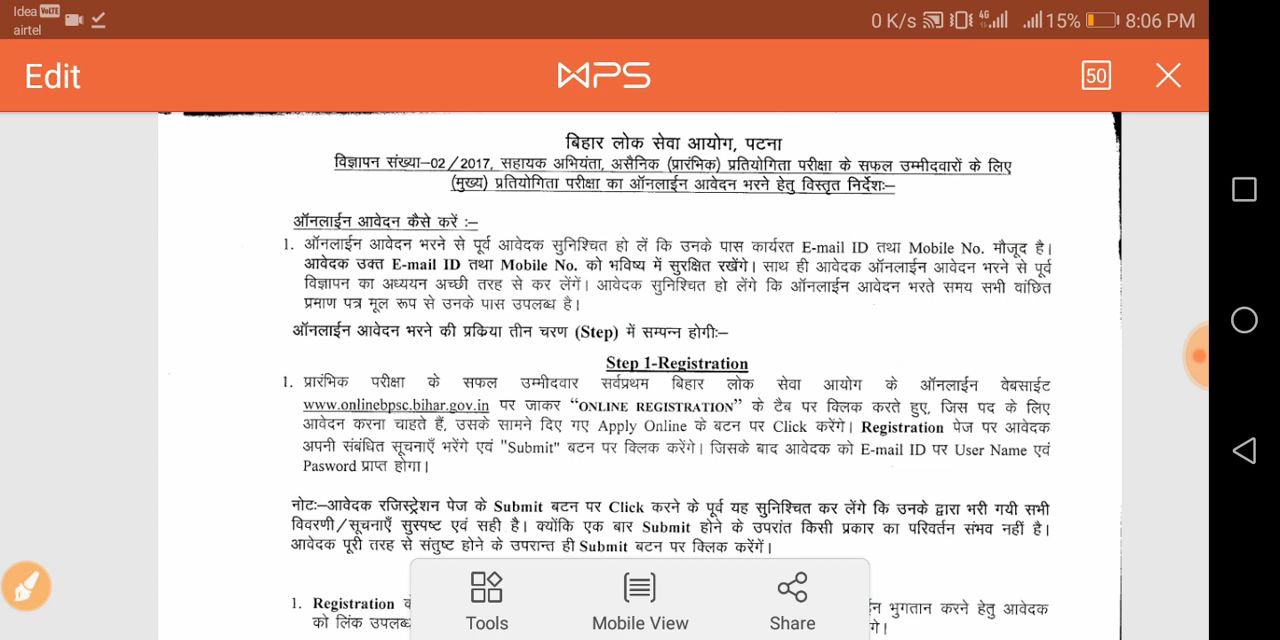 Idea VoLTE
airtel
0 K/s 4G 15% 8:06 PM
Edit
WPS
50
बिहार लोक सेवा आयोग, पटना
विज्ञापन संख्या–02/2017, सहायक अभियंता, असैनिक (प्रारंभिक) प्रतियोगिता परीक्षा के सफल उम्मीदवारों के लिए
(मुख्य) प्रतियोगिता परीक्षा का ऑनलाईन आवेदन भरने हेतु विस्तृत निर्देशः–
ऑनलाईन आवेदन कैसे करें :–
1. ऑनलाईन आवेदन भरने से पूर्व आवेदक सुनिश्चित हो लें कि उनके पास कार्यरत E-mail ID तथा Mobile No. मौजूद है।
आवेदक उक्त E-mail ID तथा Mobile No. को भविष्य में सुरक्षित रखेंगे। साथ ही आवेदक ऑनलाईन आवेदन भरने से पूर्व
विज्ञापन का अध्ययन अच्छी तरह से कर लेंगें। आवेदक सुनिश्चित हो लेंगे कि ऑनलाईन आवेदन भरते समय सभी वांछित
प्रमाण पत्र मूल रूप से उनके पास उपलब्ध है।
ऑनलाईन आवेदन भरने की प्रकिया तीन चरण (Step) में सम्पन्न होगीः–
Step 1-Registration
1. प्रारंभिक परीक्षा के सफल उम्मीदवार सर्वप्रथम बिहार लोक सेवा आयोग के ऑनलाईन वेबसाईट
www.onlinebpsc.bihar.gov.in पर जाकर “ONLINE REGISTRATION” के टैब पर क्लिक करते हुए, जिस पद के लिए
आवेदन करना चाहते हैं, उसके सामने दिए गए Apply Online के बटन पर Click करेंगे। Registration पेज पर आवेदक
अपनी संबंधित सूचनाएँ भरेंगे एवं "Submit" बटन पर क्लिक करेंगे। जिसके बाद आवेदक को E-mail ID पर User Name एवं
Pasword प्राप्त होगा।
नोटः–आवेदक रजिस्ट्रेशन पेज के Submit बटन पर Click करने के पूर्व यह सुनिश्चित कर लेंगे कि उनके द्वारा भरी गयी सभी
विवरणी/सूचनाएँ सुस्पष्ट एवं सही है। क्योंकि एक बार Submit होने के उपरांत किसी प्रकार का परिवर्तन संभव नहीं है।
आवेदक पूरी तरह से संतुष्ट होने के उपरान्त ही Submit बटन पर क्लिक करेंगें।
1. Registration भुगतान करने हेतु आवेदक
को लिंक
Tools
Mobile View
Share